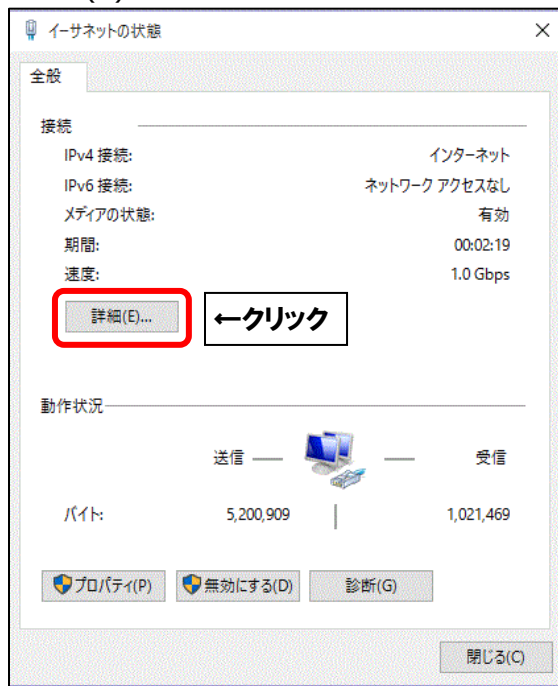 イーサネットの状態
全般
接続
IPv4 接続: インターネット
IPv6 接続: ネットワーク アクセスなし
メディアの状態: 有効
期間: 00:02:19
速度: 1.0 Gbps
詳細(E)... ←クリック
動作状況
送信 受信
バイト: 5,200,909 1,021,469
プロパティ(P) 無効にする(D) 診断(G)
閉じる(C)